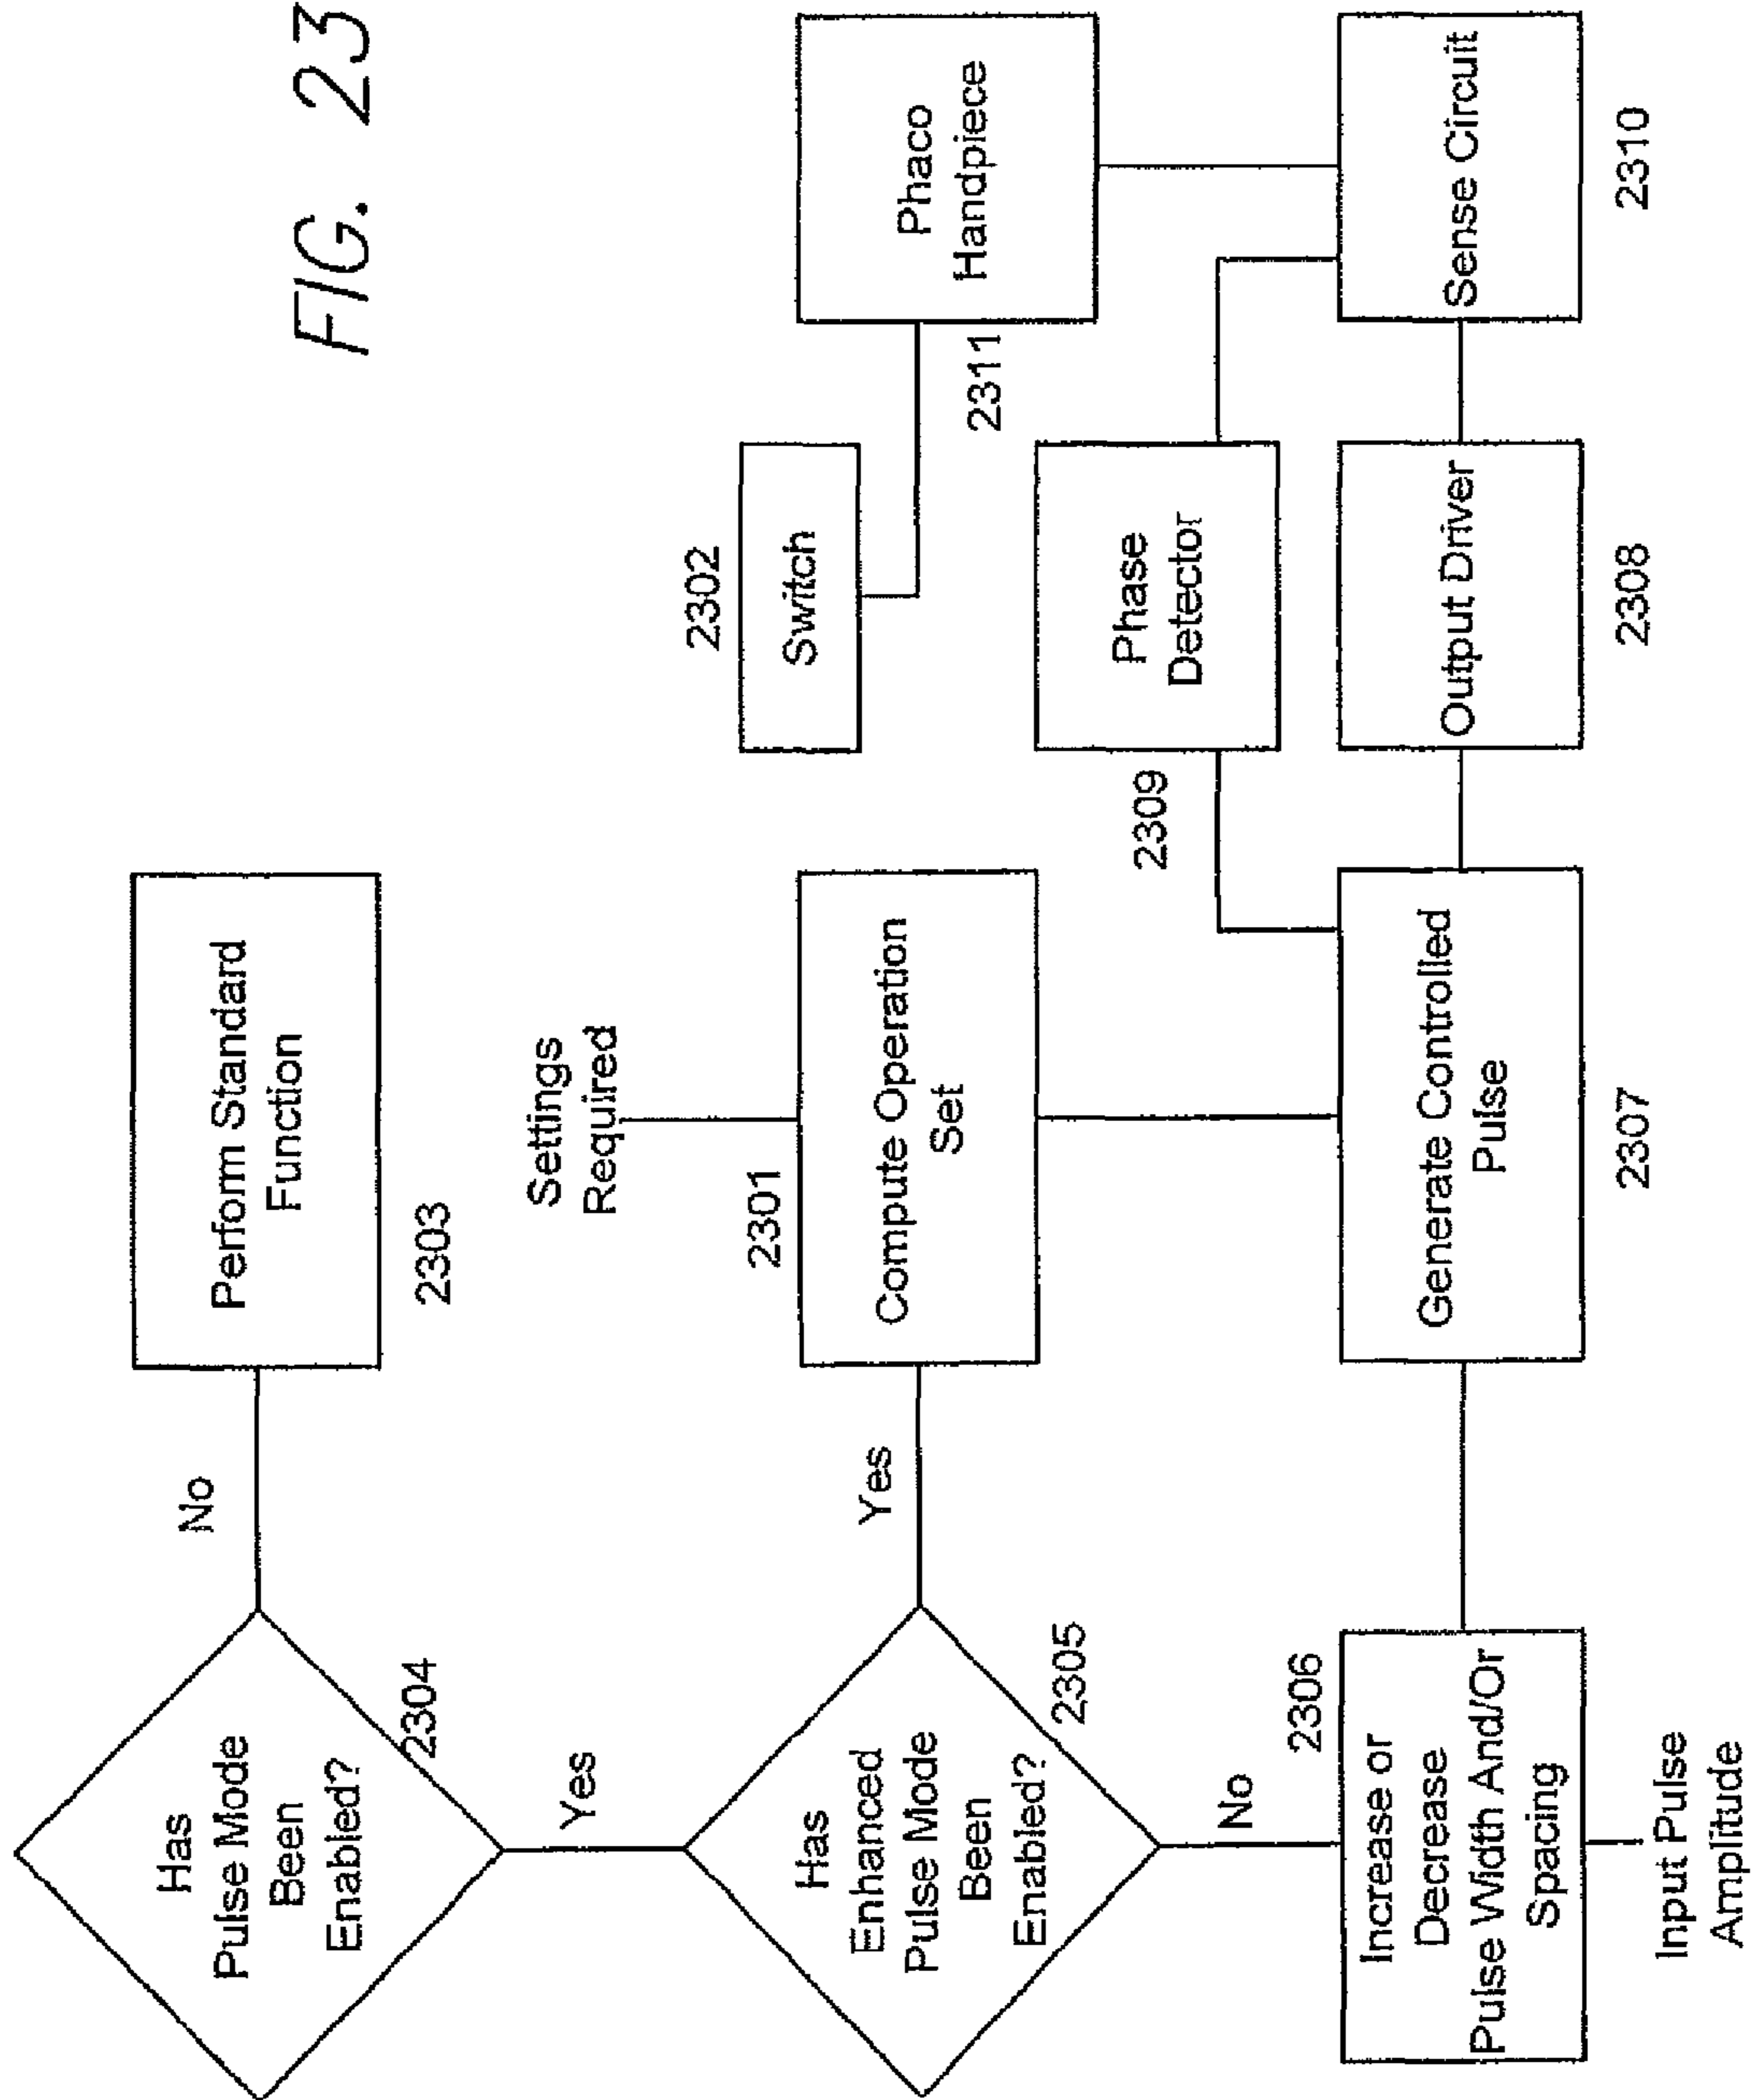 FIG. 23
Has
Pulse Mode
Been
Enabled?
2304
No
Perform Standard
Function
2303
Yes
Has
Enhanced
Pulse Mode
Been
Enabled?
2305
Yes
Settings
Required
2301
Compute Operation
Set
2302
Switch
Phaco
Handpiece
2311
No
2306
Increase or
Decrease
Pulse Width And/Or
Spacing
Input Pulse
Amplitude
Generate Controlled
Pulse
2307
2309
Phase
Detector
Output Driver
2308
Sense Circuit
2310